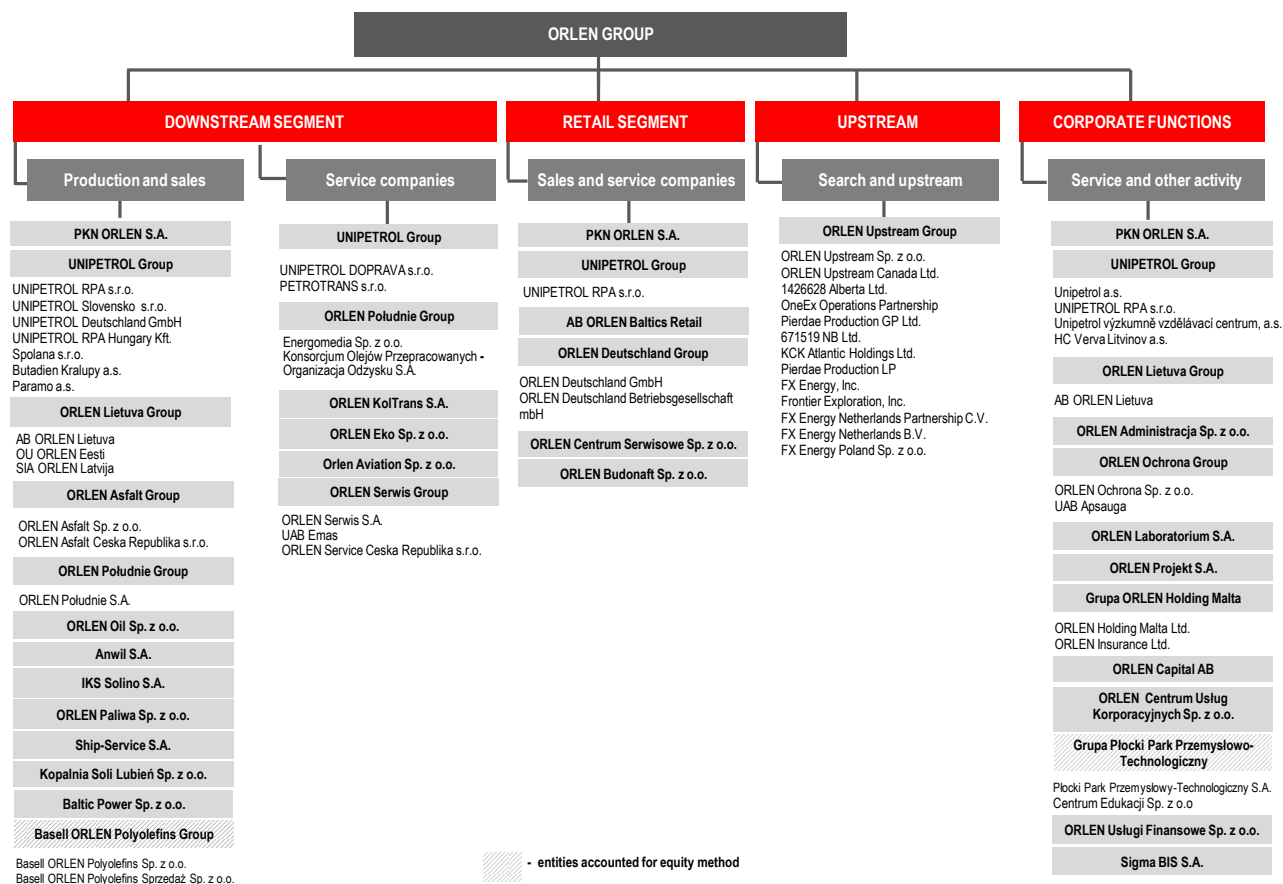 ORLEN GROUP
DOWNSTREAM SEGMENT
RETAIL SEGMENT
UPSTREAM
CORPORATE FUNCTIONS
Production and sales
Service companies
Sales and service companies
Search and upstream
Service and other activity
PKN ORLEN S.A.
UNIPETROL Group
UNIPETROL RPA s.r.o.
UNIPETROL Slovensko s.r.o.
UNIPETROL Deutschland GmbH
UNIPETROL RPA Hungary Kft.
Spolana s.r.o.
Butadien Kralupy a.s.
Paramo a.s.
ORLEN Lietuva Group
AB ORLEN Lietuva
OU ORLEN Eesti
SIA ORLEN Latvija
ORLEN Asfalt Group
ORLEN Asfalt Sp. z o.o.
ORLEN Asfalt Ceska Republika s.r.o.
ORLEN Południe Group
ORLEN Południe S.A.
ORLEN Oil Sp. z o.o.
Anwil S.A.
IKS Solino S.A.
ORLEN Paliwa Sp. z o.o.
Ship-Service S.A.
Kopalnia Soli Lubień Sp. z o.o.
Baltic Power Sp. z o.o.
Basell ORLEN Polyolefins Group
Basell ORLEN Polyolefins Sp. z o.o.
Basell ORLEN Polyolefins Sprzedaż Sp. z o.o.
UNIPETROL Group
UNIPETROL DOPRAVA s.r.o.
PETROTRANS s.r.o.
ORLEN Południe Group
Energomedia Sp. z o.o.
Konsorcjum Olejów Przepracowanych -
Organizacja Odzysku S.A.
ORLEN KolTrans S.A.
ORLEN Eko Sp. z o.o.
Orlen Aviation Sp. z o.o.
ORLEN Serwis Group
ORLEN Serwis S.A.
UAB Emas
ORLEN Service Ceska Republika s.r.o.
PKN ORLEN S.A.
UNIPETROL Group
UNIPETROL RPA s.r.o.
AB ORLEN Baltics Retail
ORLEN Deutschland Group
ORLEN Deutschland GmbH
ORLEN Deutschland Betriebsgesellschaft
mbH
ORLEN Centrum Serwisowe Sp. z o.o.
ORLEN Budonaft Sp. z o.o.
ORLEN Upstream Group
ORLEN Upstream Sp. z o.o.
ORLEN Upstream Canada Ltd.
1426628 Alberta Ltd.
OneEx Operations Partnership
Pierdae Production GP Ltd.
671519 NB Ltd.
KCK Atlantic Holdings Ltd.
Pierdae Production LP
FX Energy, Inc.
Frontier Exploration, Inc.
FX Energy Netherlands Partnership C.V.
FX Energy Netherlands B.V.
FX Energy Poland Sp. z o.o.
PKN ORLEN S.A.
UNIPETROL Group
Unipetrol a.s.
UNIPETROL RPA s.r.o.
Unipetrol výzkumně vzdělávací centrum, a.s.
HC Verva Litvinov a.s.
ORLEN Lietuva Group
AB ORLEN Lietuva
ORLEN Administracja Sp. z o.o.
ORLEN Ochrona Group
ORLEN Ochrona Sp. z o.o.
UAB Apsauga
ORLEN Laboratorium S.A.
ORLEN Projekt S.A.
Grupa ORLEN Holding Malta
ORLEN Holding Malta Ltd.
ORLEN Insurance Ltd.
ORLEN Capital AB
ORLEN Centrum Usług
Korporacyjnych Sp. z o.o.
Grupa Płocki Park Przemysłowo-
Technologiczny
Płocki Park Przemysłowy-Technologiczny S.A.
Centrum Edukacji Sp. z o.o
ORLEN Usługi Finansowe Sp. z o.o.
Sigma BIS S.A.
- entities accounted for equity method